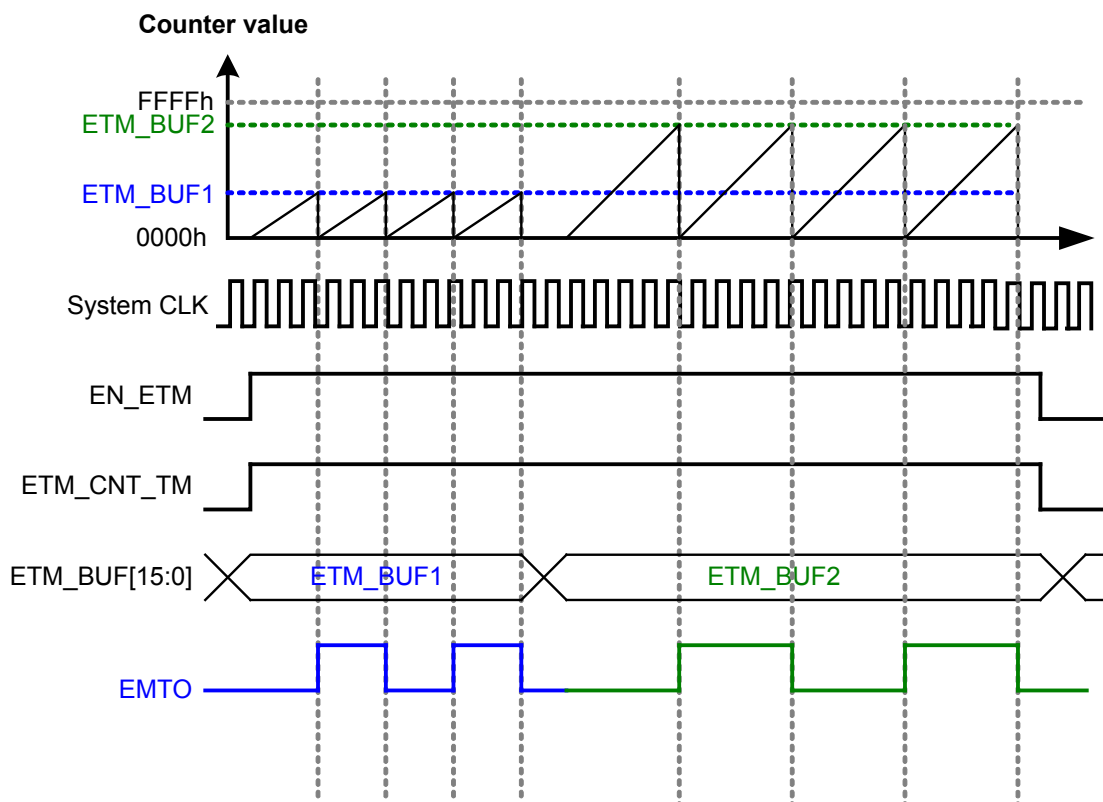 Counter value
FFFFh
ETM_BUF2
ETM_BUF1
0000h
System CLK
EN_ETM
ETM_CNT_TM
ETM_BUF[15:0]
ETM_BUF1
ETM_BUF2
EMTO